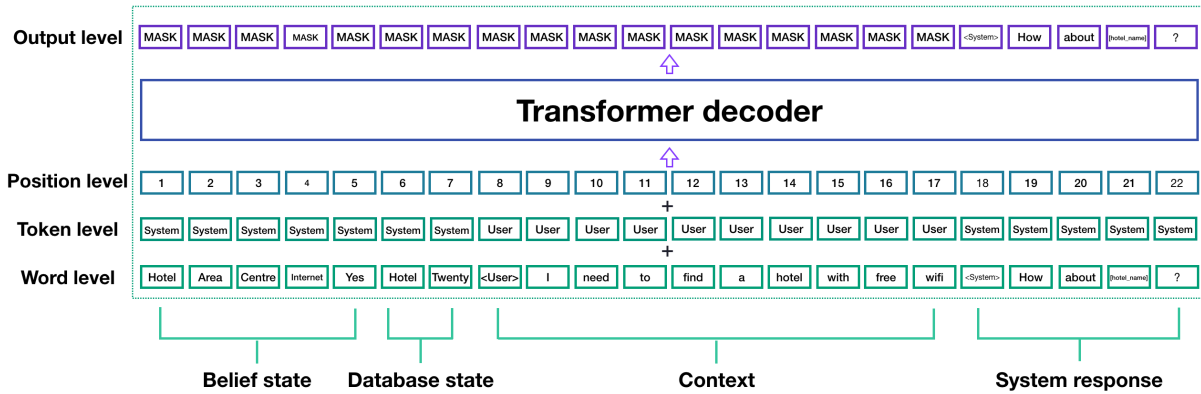 Output level MASK MASK MASK MASK MASK MASK MASK MASK MASK MASK MASK MASK MASK MASK MASK MASK MASK <System> How about [hotel_name] ?
Transformer decoder
Position level 1 2 3 4 5 6 7 8 9 10 11 12 13 14 15 16 17 18 19 20 21 22
+
Token level System System System System System System System User User User User User User User User User User System System System System System
+
Word level Hotel Area Centre Internet Yes Hotel Twenty <User> I need to find a hotel with free wifi <System> How about [hotel_name] ?
Belief state Database state Context System response